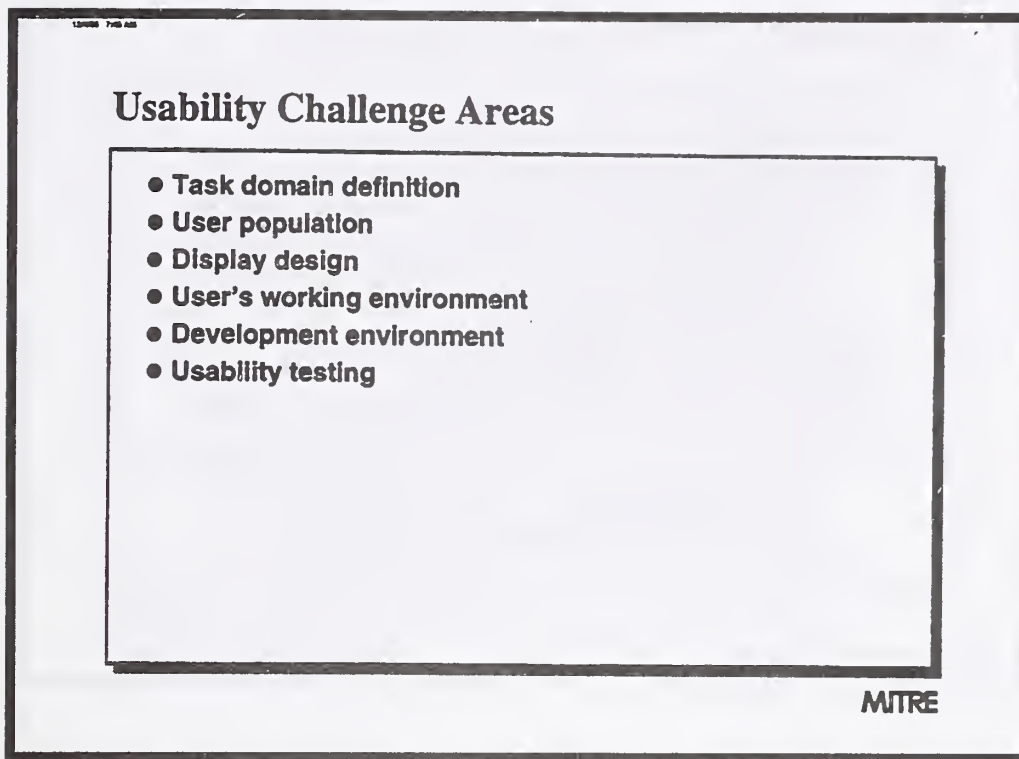 Usability Challenge Areas
● Task domain definition
● User population
● Display design
● User's working environment
● Development environment
● Usability testing
MITRE